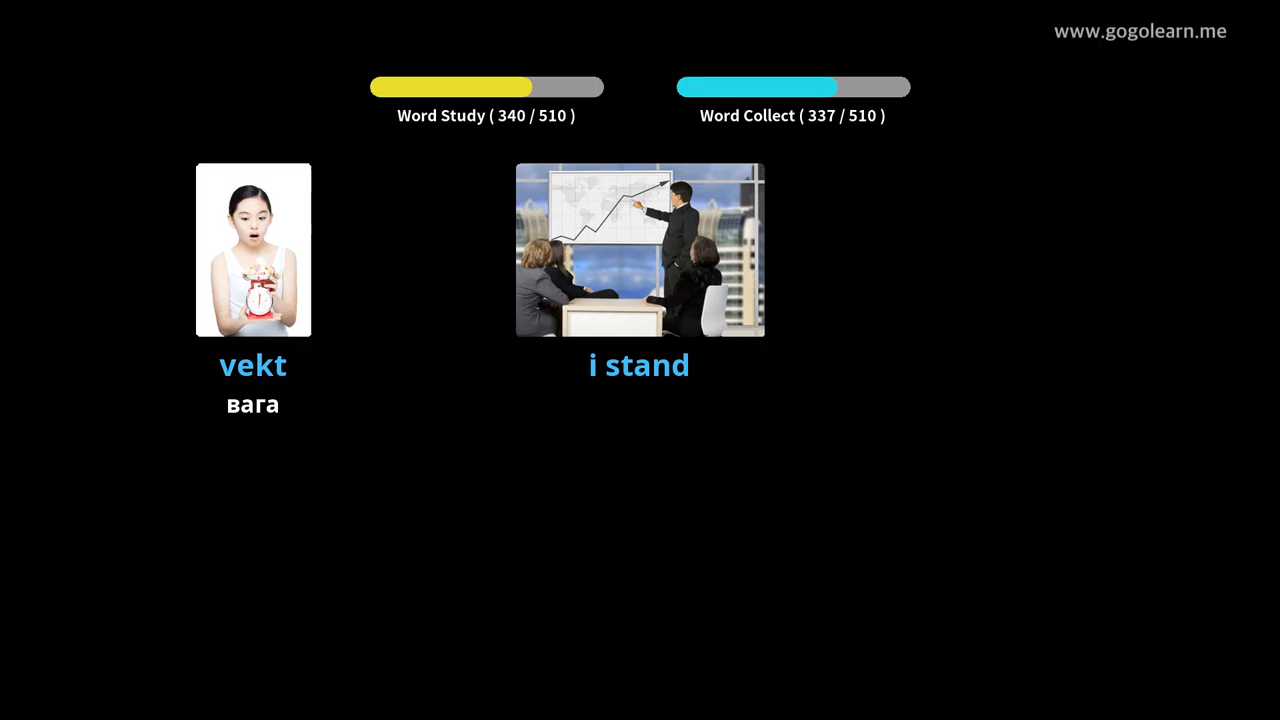 www.gogolearn.me
Word Study ( 340 / 510 )
Word Collect ( 337 / 510 )
vekt
вага
i stand